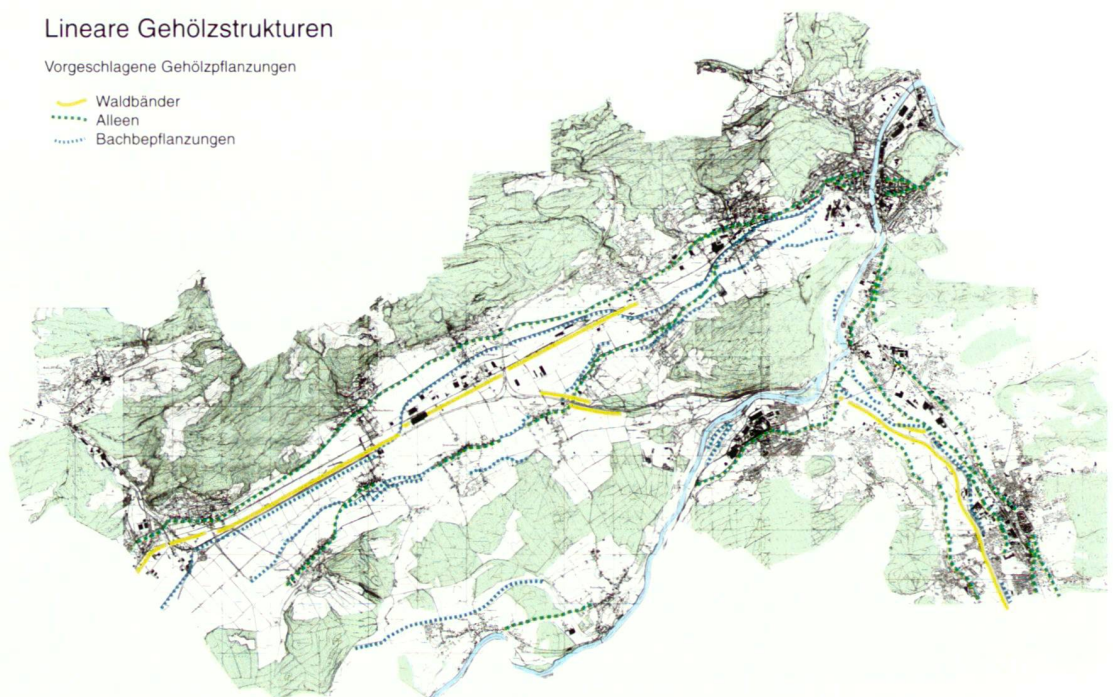 Lineare Gehölzstrukturen
Vorgeschlagene Gehölzpflanzungen
Waldbänder
Alleen
Bachbepflanzungen